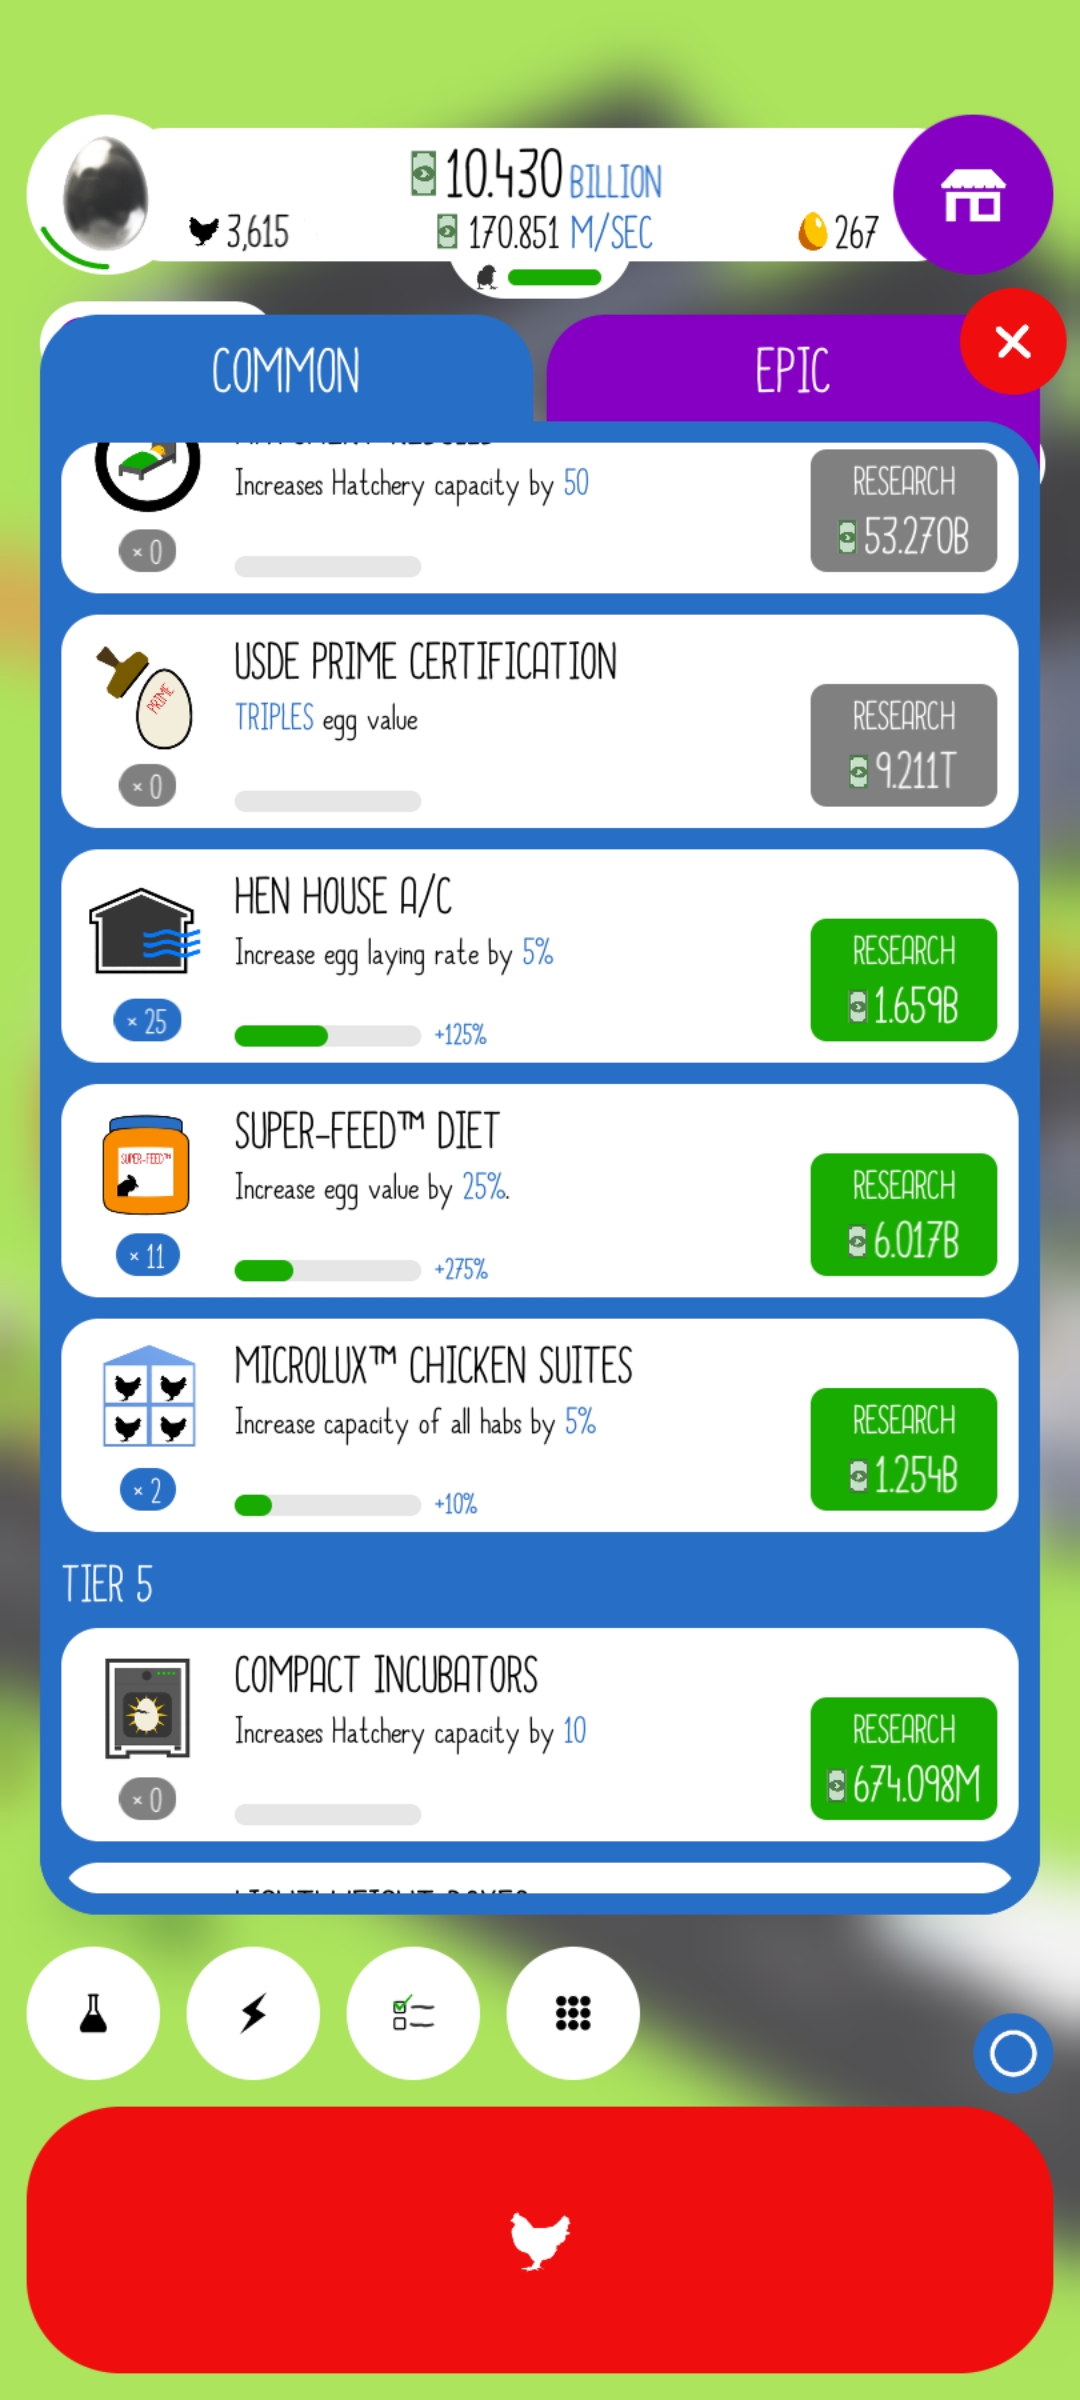 10.430 BILLION
3,615
170.851 M/SEC
267
COMMON
EPIC
Increases Hatchery capacity by 50
× 0
RESEARCH
53.270B
USDE PRIME CERTIFICATION
TRIPLES egg value
PRIME
× 0
RESEARCH
9.211T
HEN HOUSE A/C
Increase egg laying rate by 5%
× 25
+125%
RESEARCH
1.659B
SUPER-FEED™ DIET
Increase egg value by 25%.
SUPER-FEED™
× 11
+275%
RESEARCH
6.017B
MICROLUX™ CHICKEN SUITES
Increase capacity of all habs by 5%
× 2
+10%
RESEARCH
1.254B
TIER 5
COMPACT INCUBATORS
Increases Hatchery capacity by 10
× 0
RESEARCH
674.098M